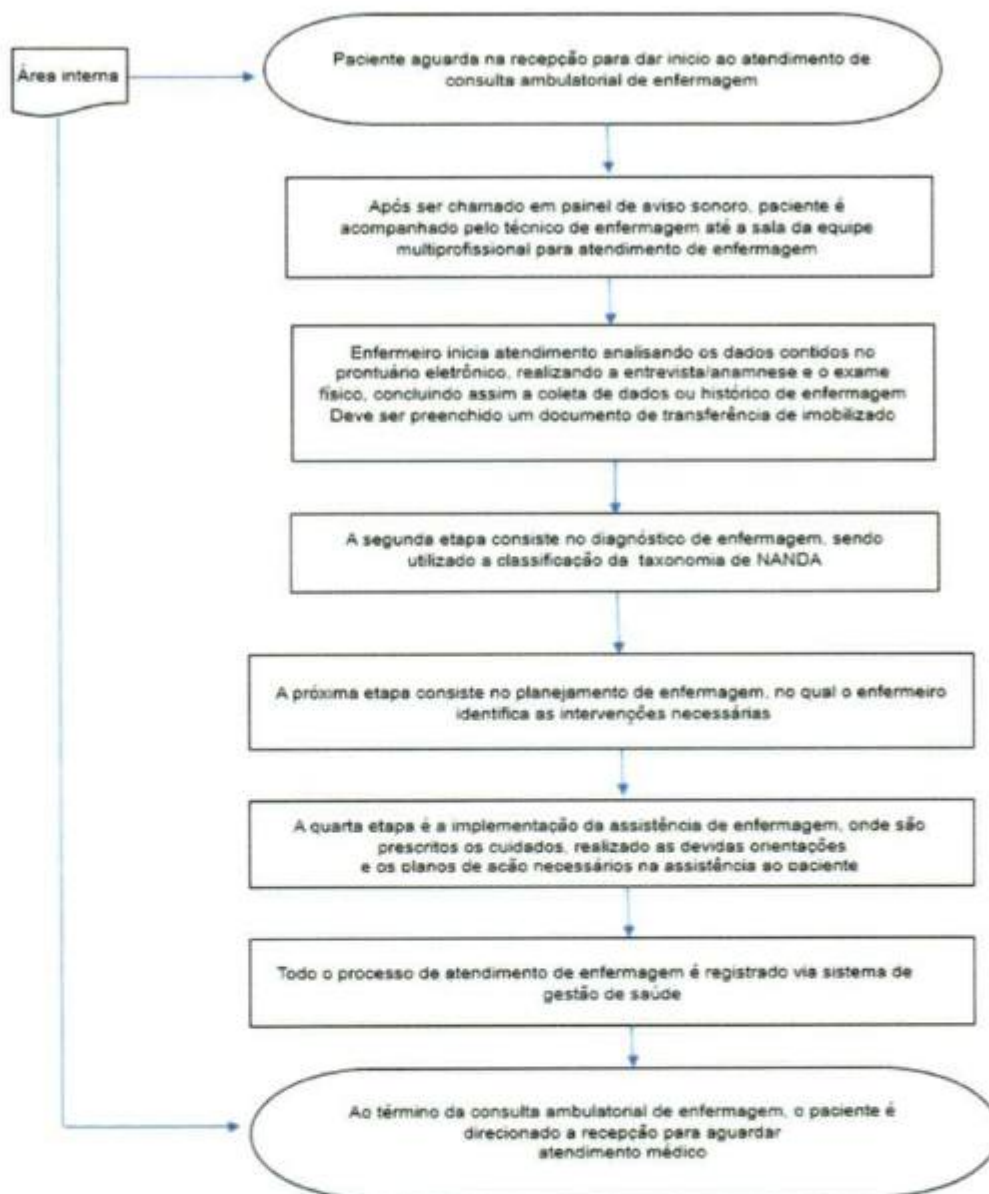 Área interna
Paciente aguarda na recepção para dar inicio ao atendimento de
consulta ambulatorial de enfermagem
Após ser chamado em painel de aviso sonoro, paciente é
acompanhado pelo técnico de enfermagem até a sala da equipe
multiprofissional para atendimento de enfermagem
Enfermeiro inicia atendimento analisando os dados contidos no
prontuário eletrônico, realizando a entrevista/anamnese e o exame
físico, concluindo assim a coleta de dados ou histórico de enfermagem
Deve ser preenchido um documento de transferência de imobilizado
A segunda etapa consiste no diagnóstico de enfermagem, sendo
utilizado a classificação da taxonomia de NANDA
A próxima etapa consiste no planejamento de enfermagem, no qual o enfermeiro
identifica as intervenções necessárias
A quarta etapa é a implementação da assistência de enfermagem, onde são
prescritos os cuidados, realizado as devidas orientações
e os planos de ação necessários na assistência ao paciente
Todo o processo de atendimento de enfermagem é registrado via sistema de
gestão de saúde
Ao término da consulta ambulatorial de enfermagem, o paciente é
direcionado a recepção para aguardar
atendimento médico